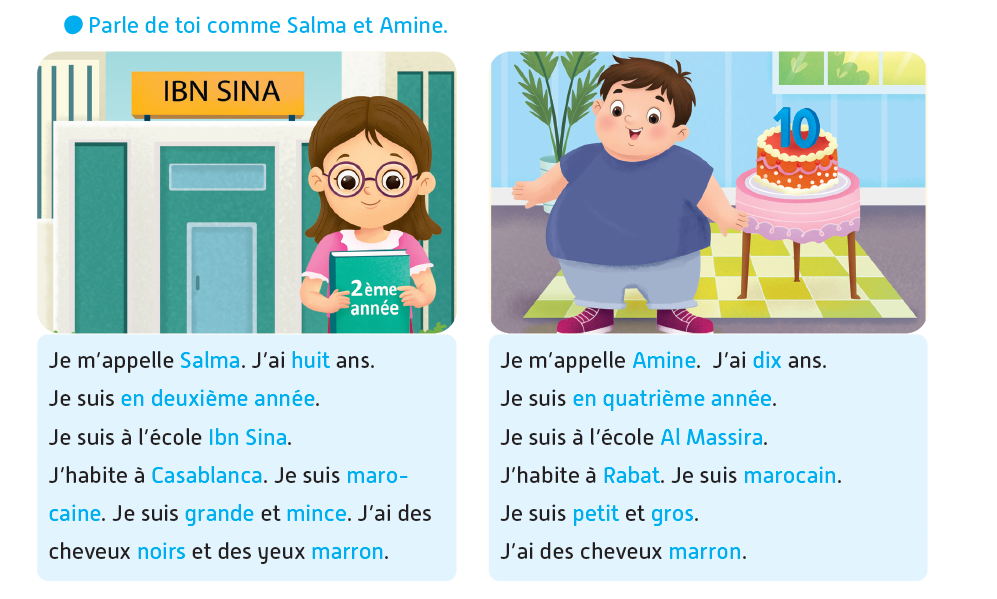 Parle de toi comme Salma et Amine.
IBN SINA
2ème
année
Je m'appelle Salma. J'ai huit ans.
Je suis en deuxième année.
Je suis à l'école Ibn Sina.
J'habite à Casablanca. Je suis maro-
caine. Je suis grande et mince. J'ai des
cheveux noirs et des yeux marron.
10
Je m'appelle Amine. J'ai dix ans.
Je suis en quatrième année.
Je suis à l'école Al Massira.
J'habite à Rabat. Je suis marocain.
Je suis petit et gros.
J'ai des cheveux marron.